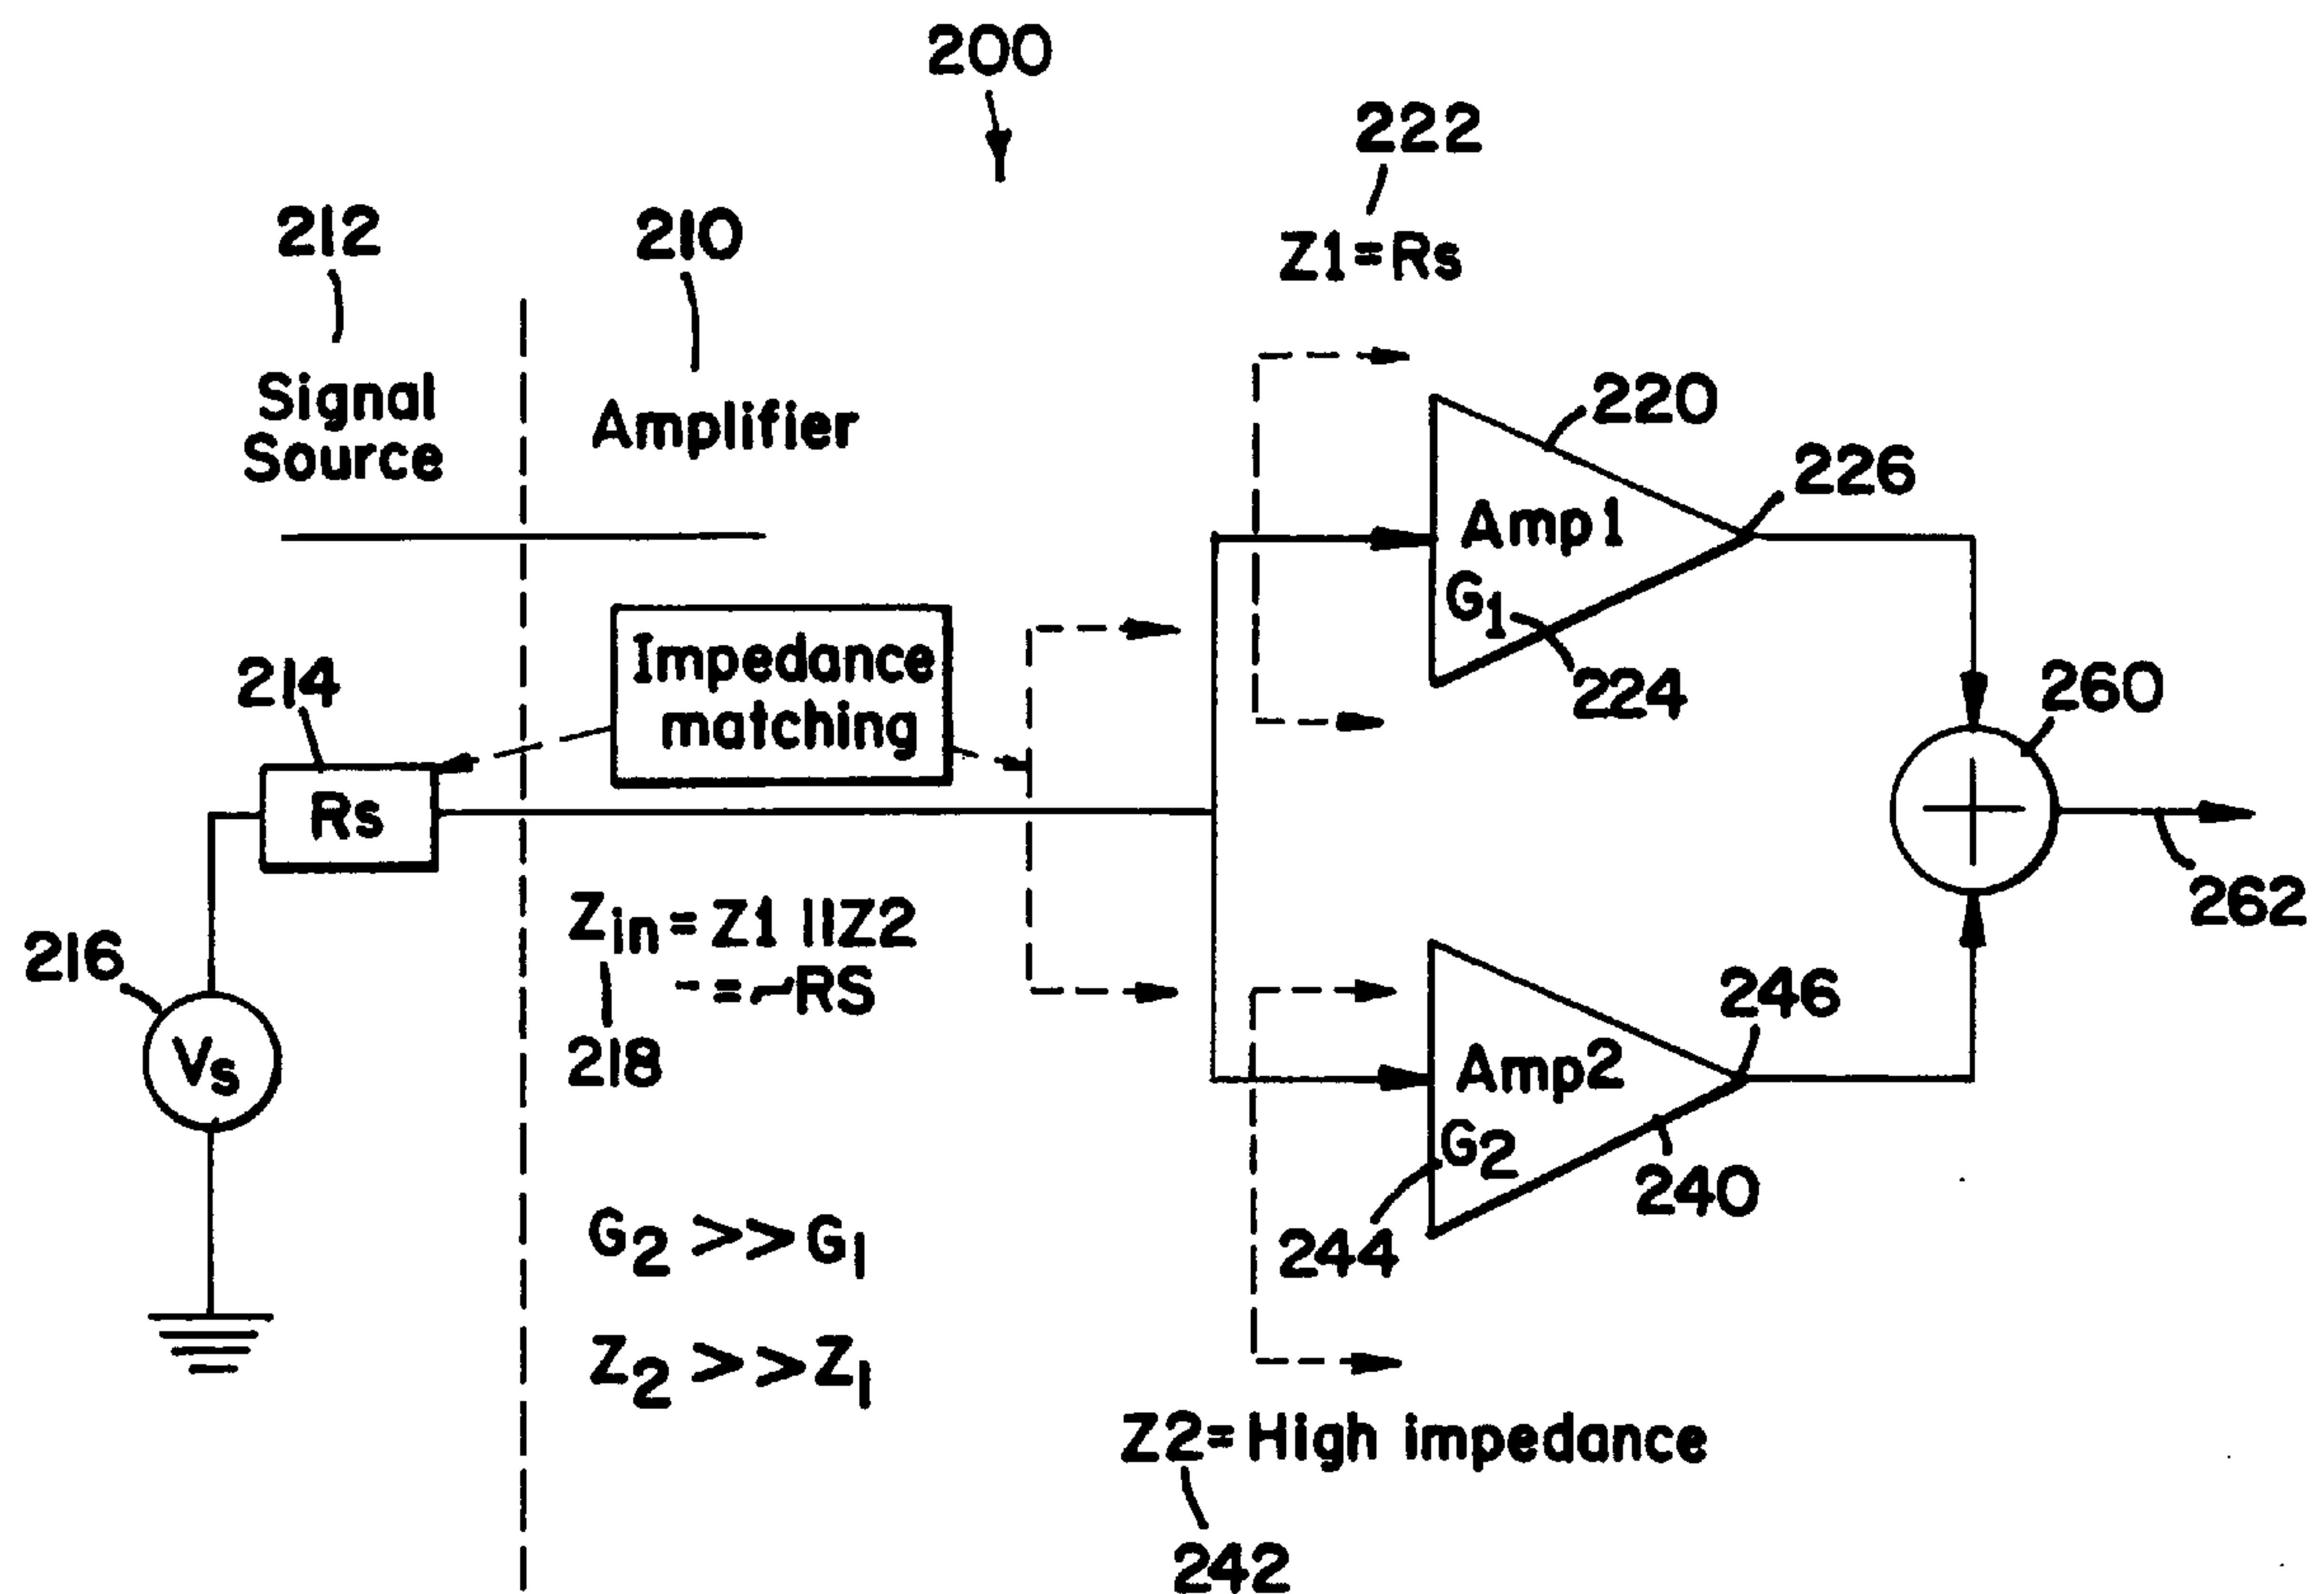 200
222
Z1=Rs
212
210
Signal
Source
Amplifier
220
226
Amp1
G1
224
Impedance
matching
214
Rs
260
262
216
Vs
Zin=Z1 ||Z2
-=~RS
218
246
Amp2
G2
240
244
G2 >>G1
Z2 >>Z1
Z2=High impedance
242